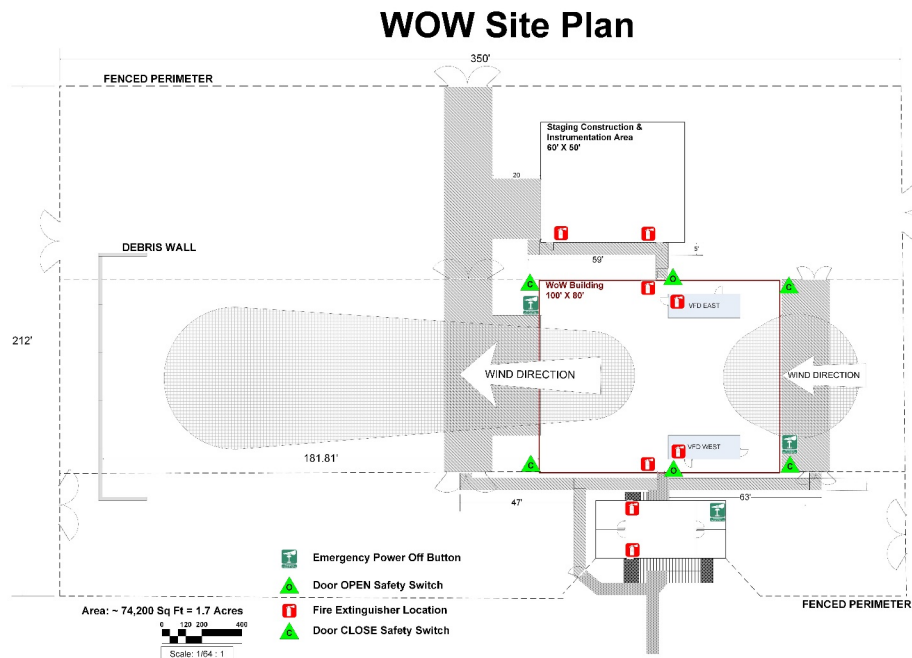 WOW Site Plan
350'
FENCED PERIMETER
Staging Construction &
Instrumentation Area
60' X 50'
20
DEBRIS WALL
5'
59'
C
O
C
WoW Building
100' X 80'
VFD EAST
212'
WIND DIRECTION
WIND DIRECTION
VFD WEST
181.81'
C
O
C
47'
63'
Emergency Power Off Button
O
Door OPEN Safety Switch
Area: ~ 74,200 Sq Ft = 1.7 Acres
Fire Extinguisher Location
FENCED PERIMETER
0 120 200 400
C
Door CLOSE Safety Switch
Scale: 1/64 : 1